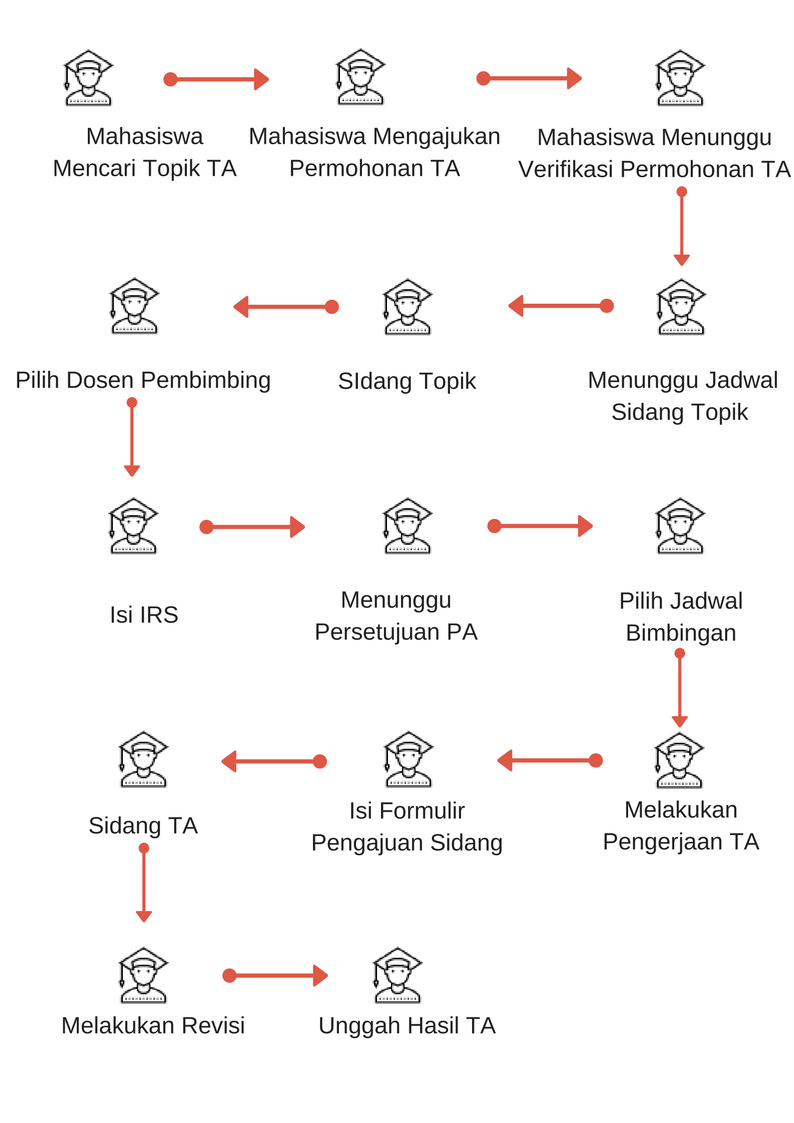 Mahasiswa
Mencari Topik TA
Mahasiswa Mengajukan
Permohonan TA
Mahasiswa Menunggu
Verifikasi Permohonan TA
Menunggu Jadwal
Sidang Topik
SIdang Topik
Pilih Dosen Pembimbing
Isi IRS
Menunggu
Persetujuan PA
Pilih Jadwal
Bimbingan
Melakukan
Pengerjaan TA
Isi Formulir
Pengajuan Sidang
Sidang TA
Melakukan Revisi
Unggah Hasil TA